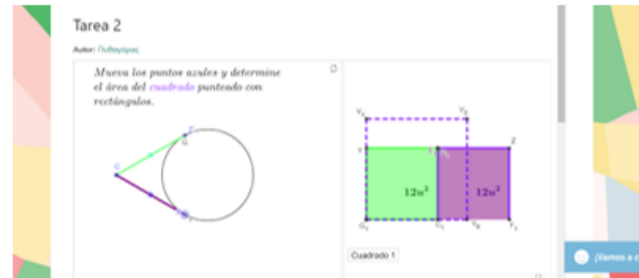 Tarea 2
Autor: Πυθαγόρας
Mueva los puntos azules y determine
el área del cuadrado punteado con
rectángulos.
G
Y
Z
12u²
12u²
Cuadrado 1
¡Vamos a